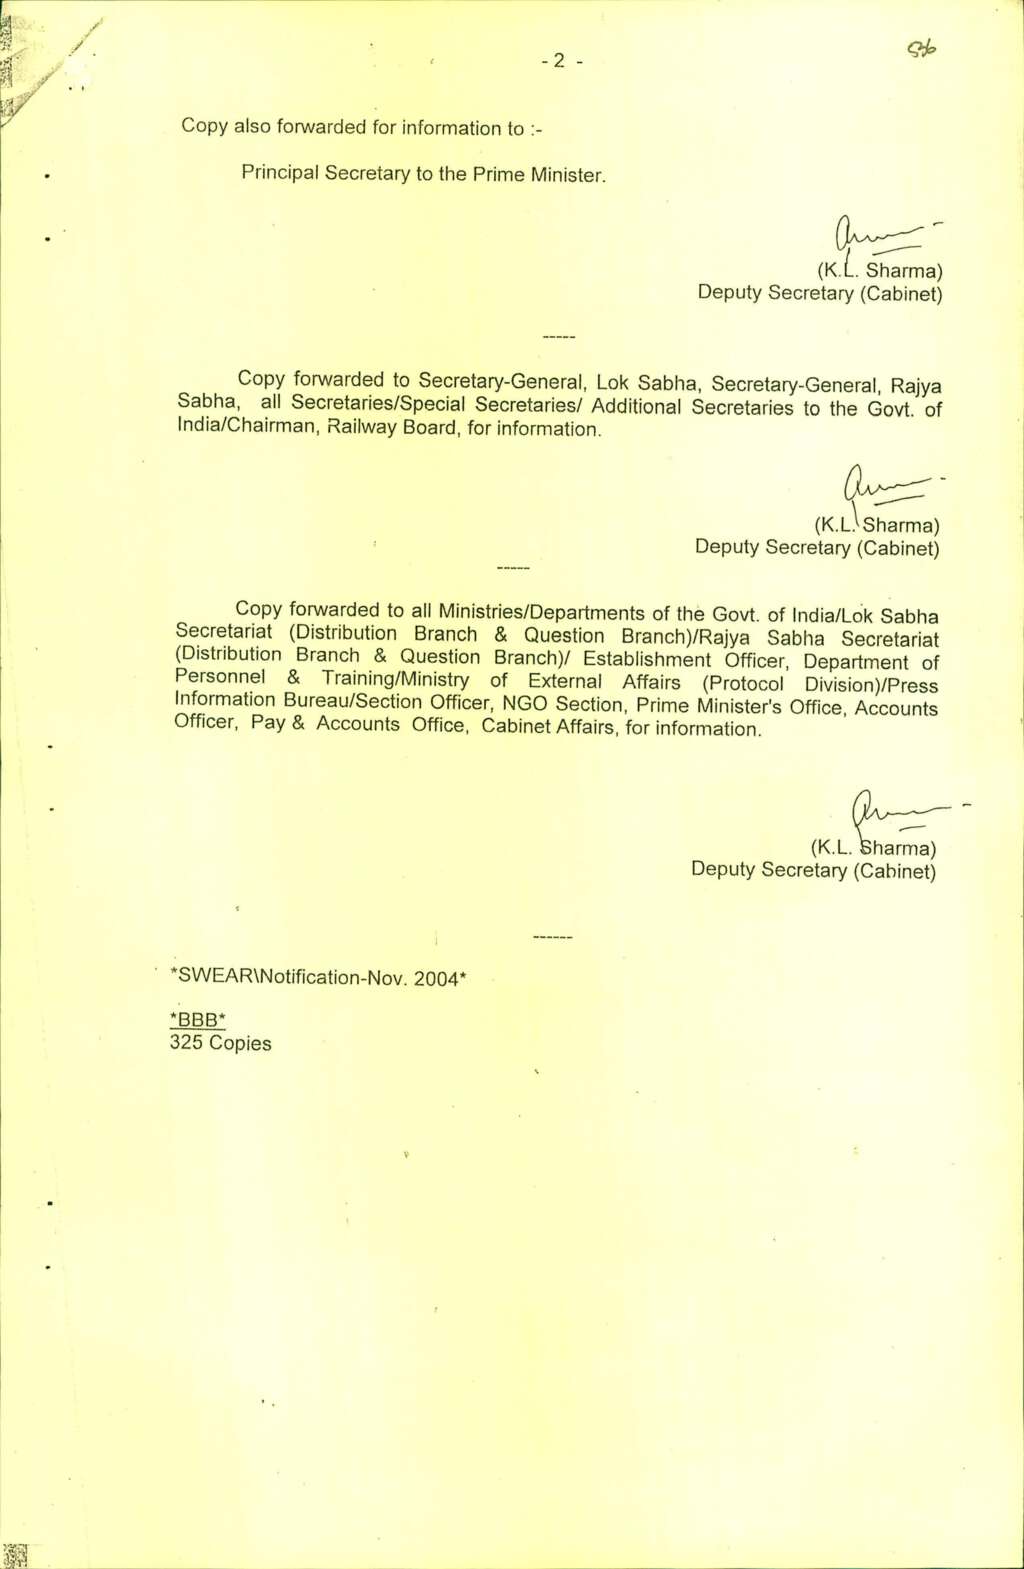 - 2 -
Copy also forwarded for information to :-
Principal Secretary to the Prime Minister.
(K.L. Sharma)
Deputy Secretary (Cabinet)
-----
Copy forwarded to Secretary-General, Lok Sabha, Secretary-General, Rajya
Sabha, all Secretaries/Special Secretaries/ Additional Secretaries to the Govt. of
India/Chairman, Railway Board, for information.
(K.L. Sharma)
Deputy Secretary (Cabinet)
-----
Copy forwarded to all Ministries/Departments of the Govt. of India/Lok Sabha
Secretariat (Distribution Branch & Question Branch)/Rajya Sabha Secretariat
(Distribution Branch & Question Branch)/ Establishment Officer, Department of
Personnel & Training/Ministry of External Affairs (Protocol Division)/Press
Information Bureau/Section Officer, NGO Section, Prime Minister's Office, Accounts
Officer, Pay & Accounts Office, Cabinet Affairs, for information.
(K.L. Sharma)
Deputy Secretary (Cabinet)
------
*SWEAR\Notification-Nov. 2004*
*BBB*
325 Copies